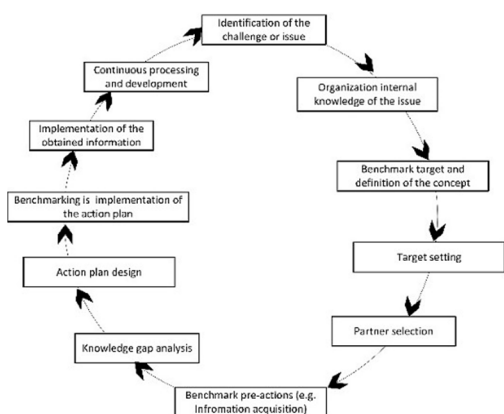 Identification of the
challenge or issue
Organization internal
knowledge of the issue
Benchmark target and
definition of the concept
Target setting
Partner selection
Benchmark pre-actions (e.g.
Infromation acquisition)
Knowledge gap analysis
Action plan design
Benchmarking is implementation of
the action plan
Implementation of the
obtained information
Continuous processing
and development